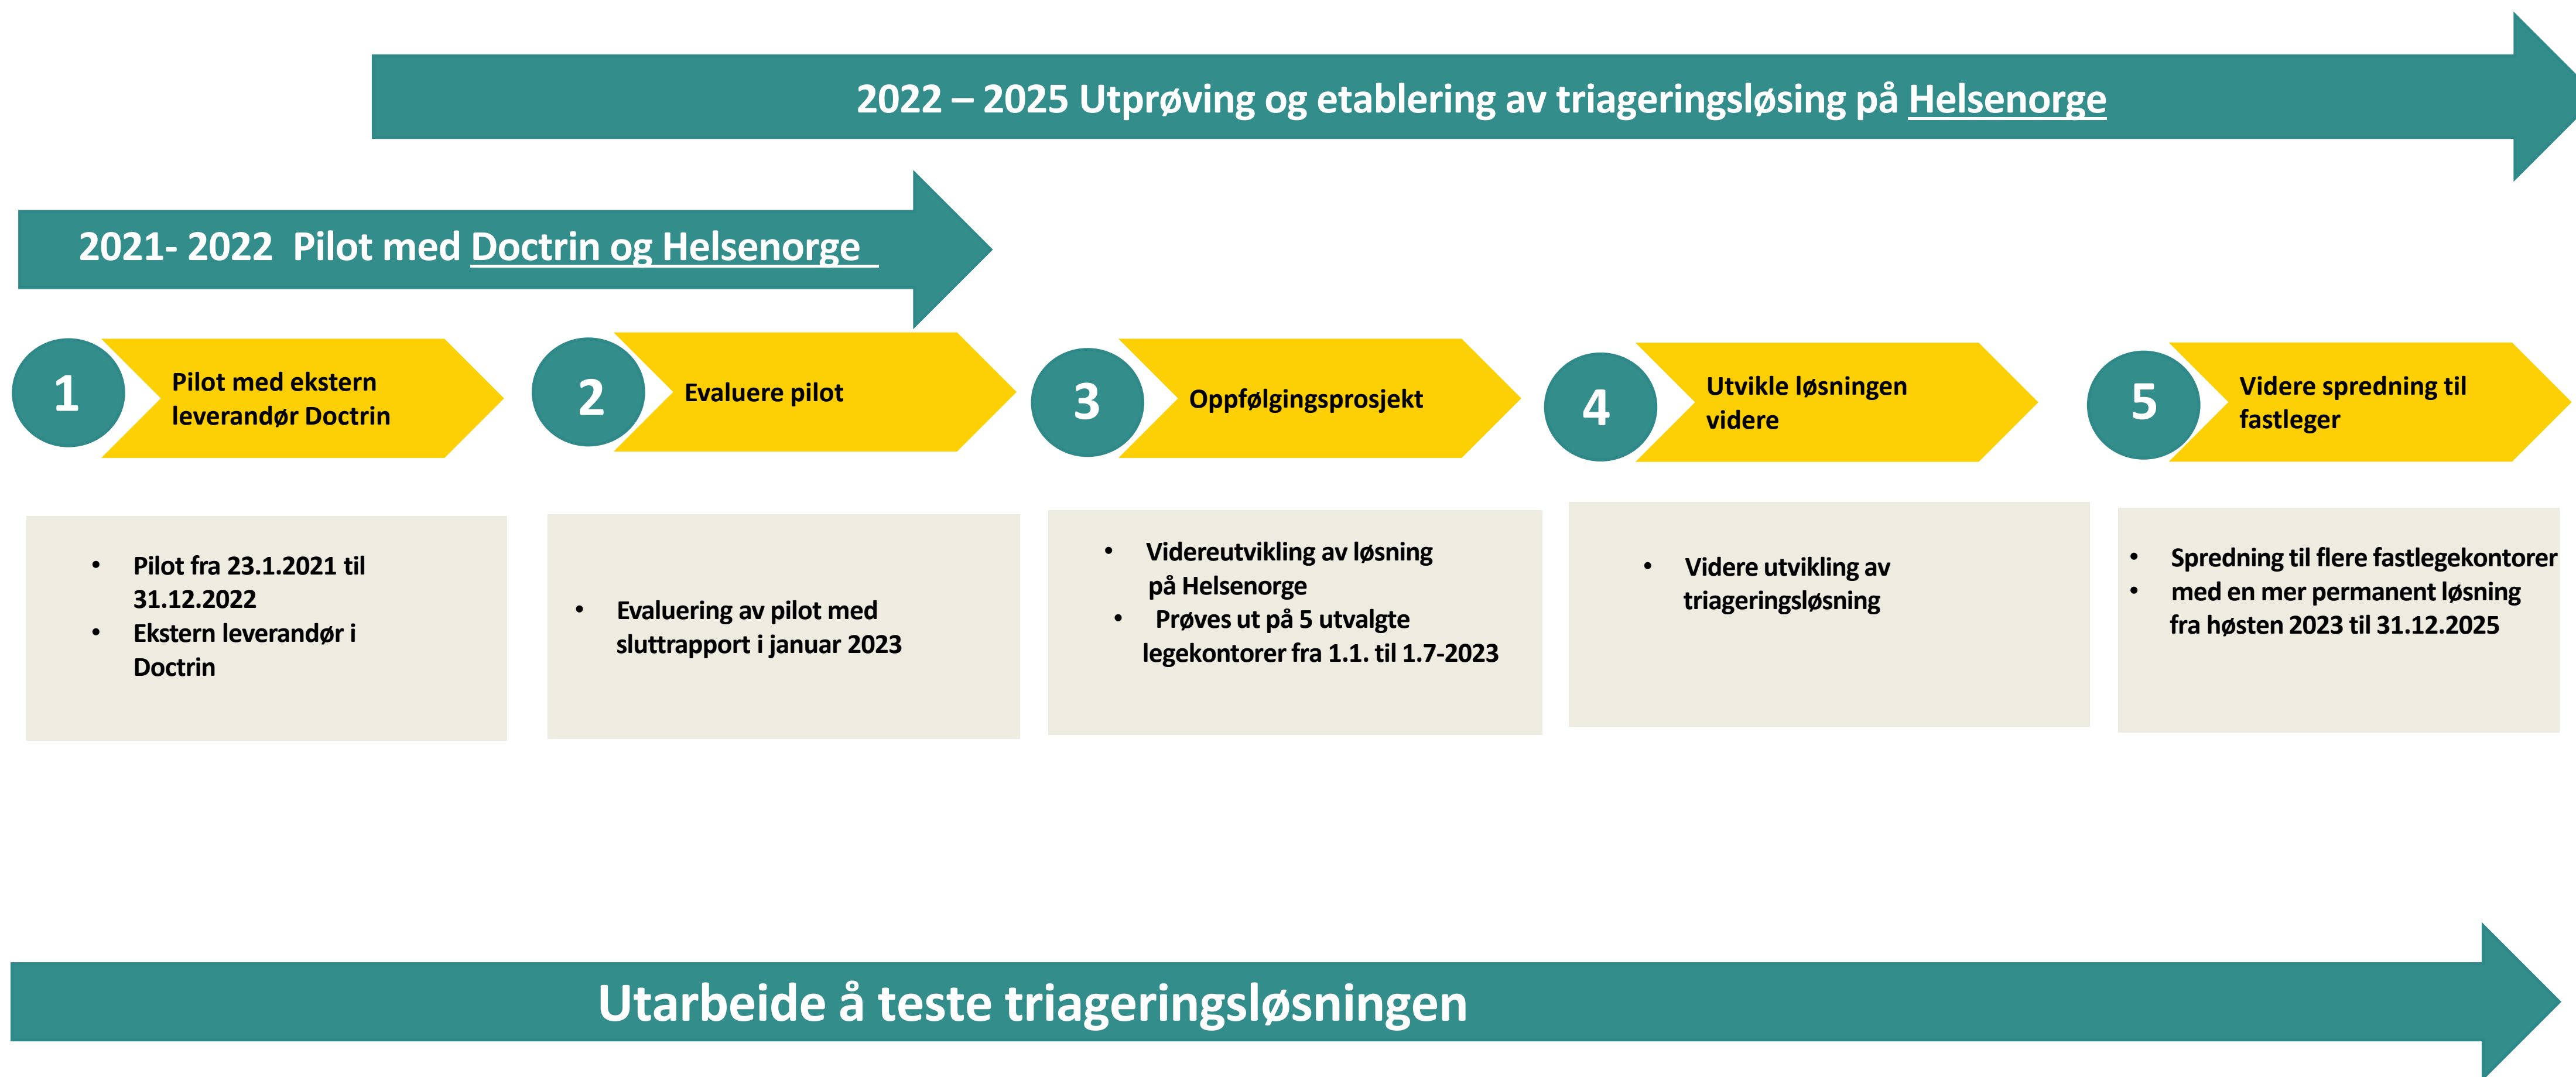 2022 – 2025 Utprøving og etablering av triageringsløsing på Helsenorge
2021- 2022  Pilot med Doctrin og Helsenorge
1
Pilot med ekstern
leverandør Doctrin
2
Evaluere pilot
3
Oppfølgingsprosjekt
4
Utvikle løsningen
videre
5
Videre spredning til
fastleger
• Pilot fra 23.1.2021 til
31.12.2022
• Ekstern leverandør i
Doctrin
• Evaluering av pilot med
sluttrapport i januar 2023
• Videreutvikling av løsning
på Helsenorge
• Prøves ut på 5 utvalgte
legekontorer fra 1.1. til 1.7-2023
• Videre utvikling av
triageringsløsning
• Spredning til flere fastlegekontorer
• med en mer permanent løsning
fra høsten 2023 til 31.12.2025
Utarbeide å teste triageringsløsningen